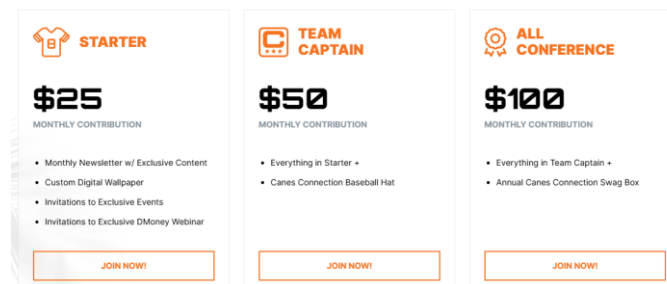 STARTER
$25
MONTHLY CONTRIBUTION
• Monthly Newsletter w/ Exclusive Content
• Custom Digital Wallpaper
• Invitations to Exclusive Events
• Invitations to Exclusive DMoney Webinar
JOIN NOW!
C
TEAM
CAPTAIN
$50
MONTHLY CONTRIBUTION
• Everything in Starter +
• Canes Connection Baseball Hat
JOIN NOW!
ALL
CONFERENCE
$100
MONTHLY CONTRIBUTION
• Everything in Team Captain +
• Annual Canes Connection Swag Box
JOIN NOW!